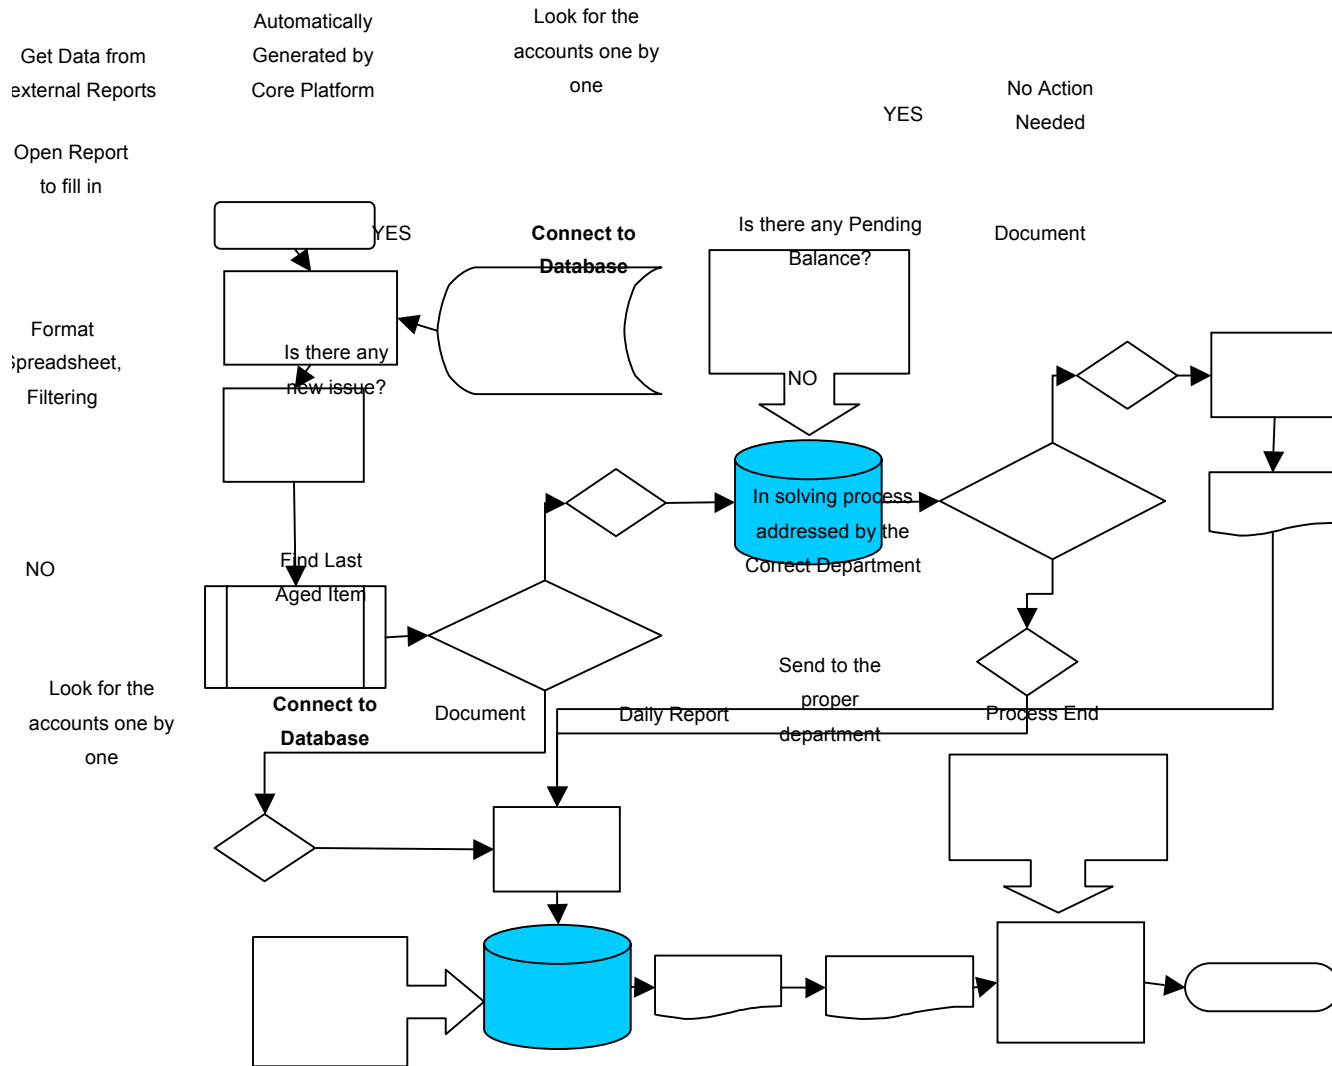 Get Data from
external Reports
Automatically
Generated by
Core Platform
Look for the
accounts one by
one
YES
No Action
Needed
Open Report
to fill in
YES
Connect to
Database
Is there any Pending
Balance?
Document
Format
Spreadsheet,
Filtering
Is there any
new issue?
NO
In solving process
addressed by the
Correct Department
NO
Find Last
Aged Item
Look for the
accounts one by
one
Connect to
Database
Document
Daily Report
Send to the
proper
department
Process End